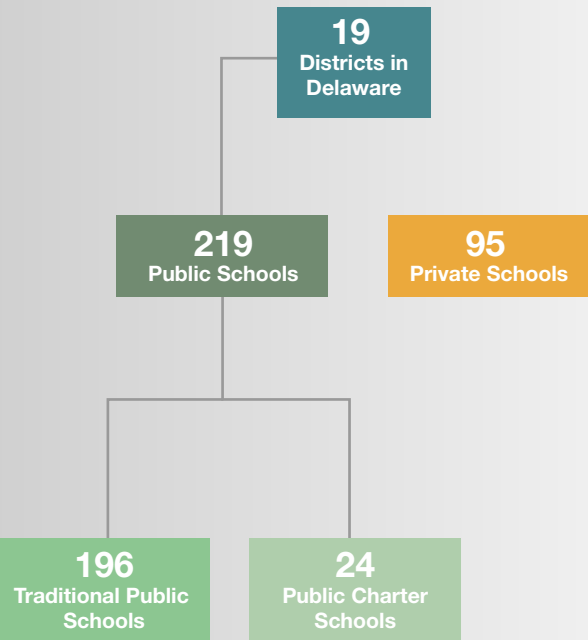 19
Districts in
Delaware
219
Public Schools
95
Private Schools
196
Traditional Public
Schools
24
Public Charter
Schools